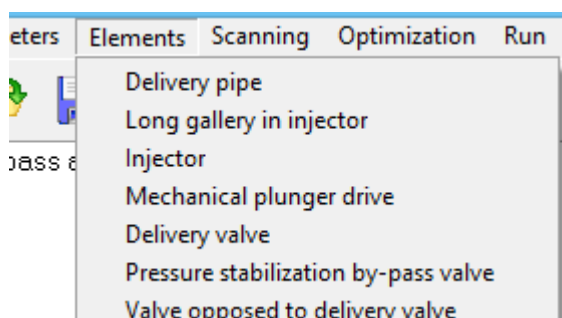 eters Elements Scanning Optimization Run
Delivery pipe
Long gallery in injector
pass a
Injector
Mechanical plunger drive
Delivery valve
Pressure stabilization by-pass valve
Valve opposed to delivery valve